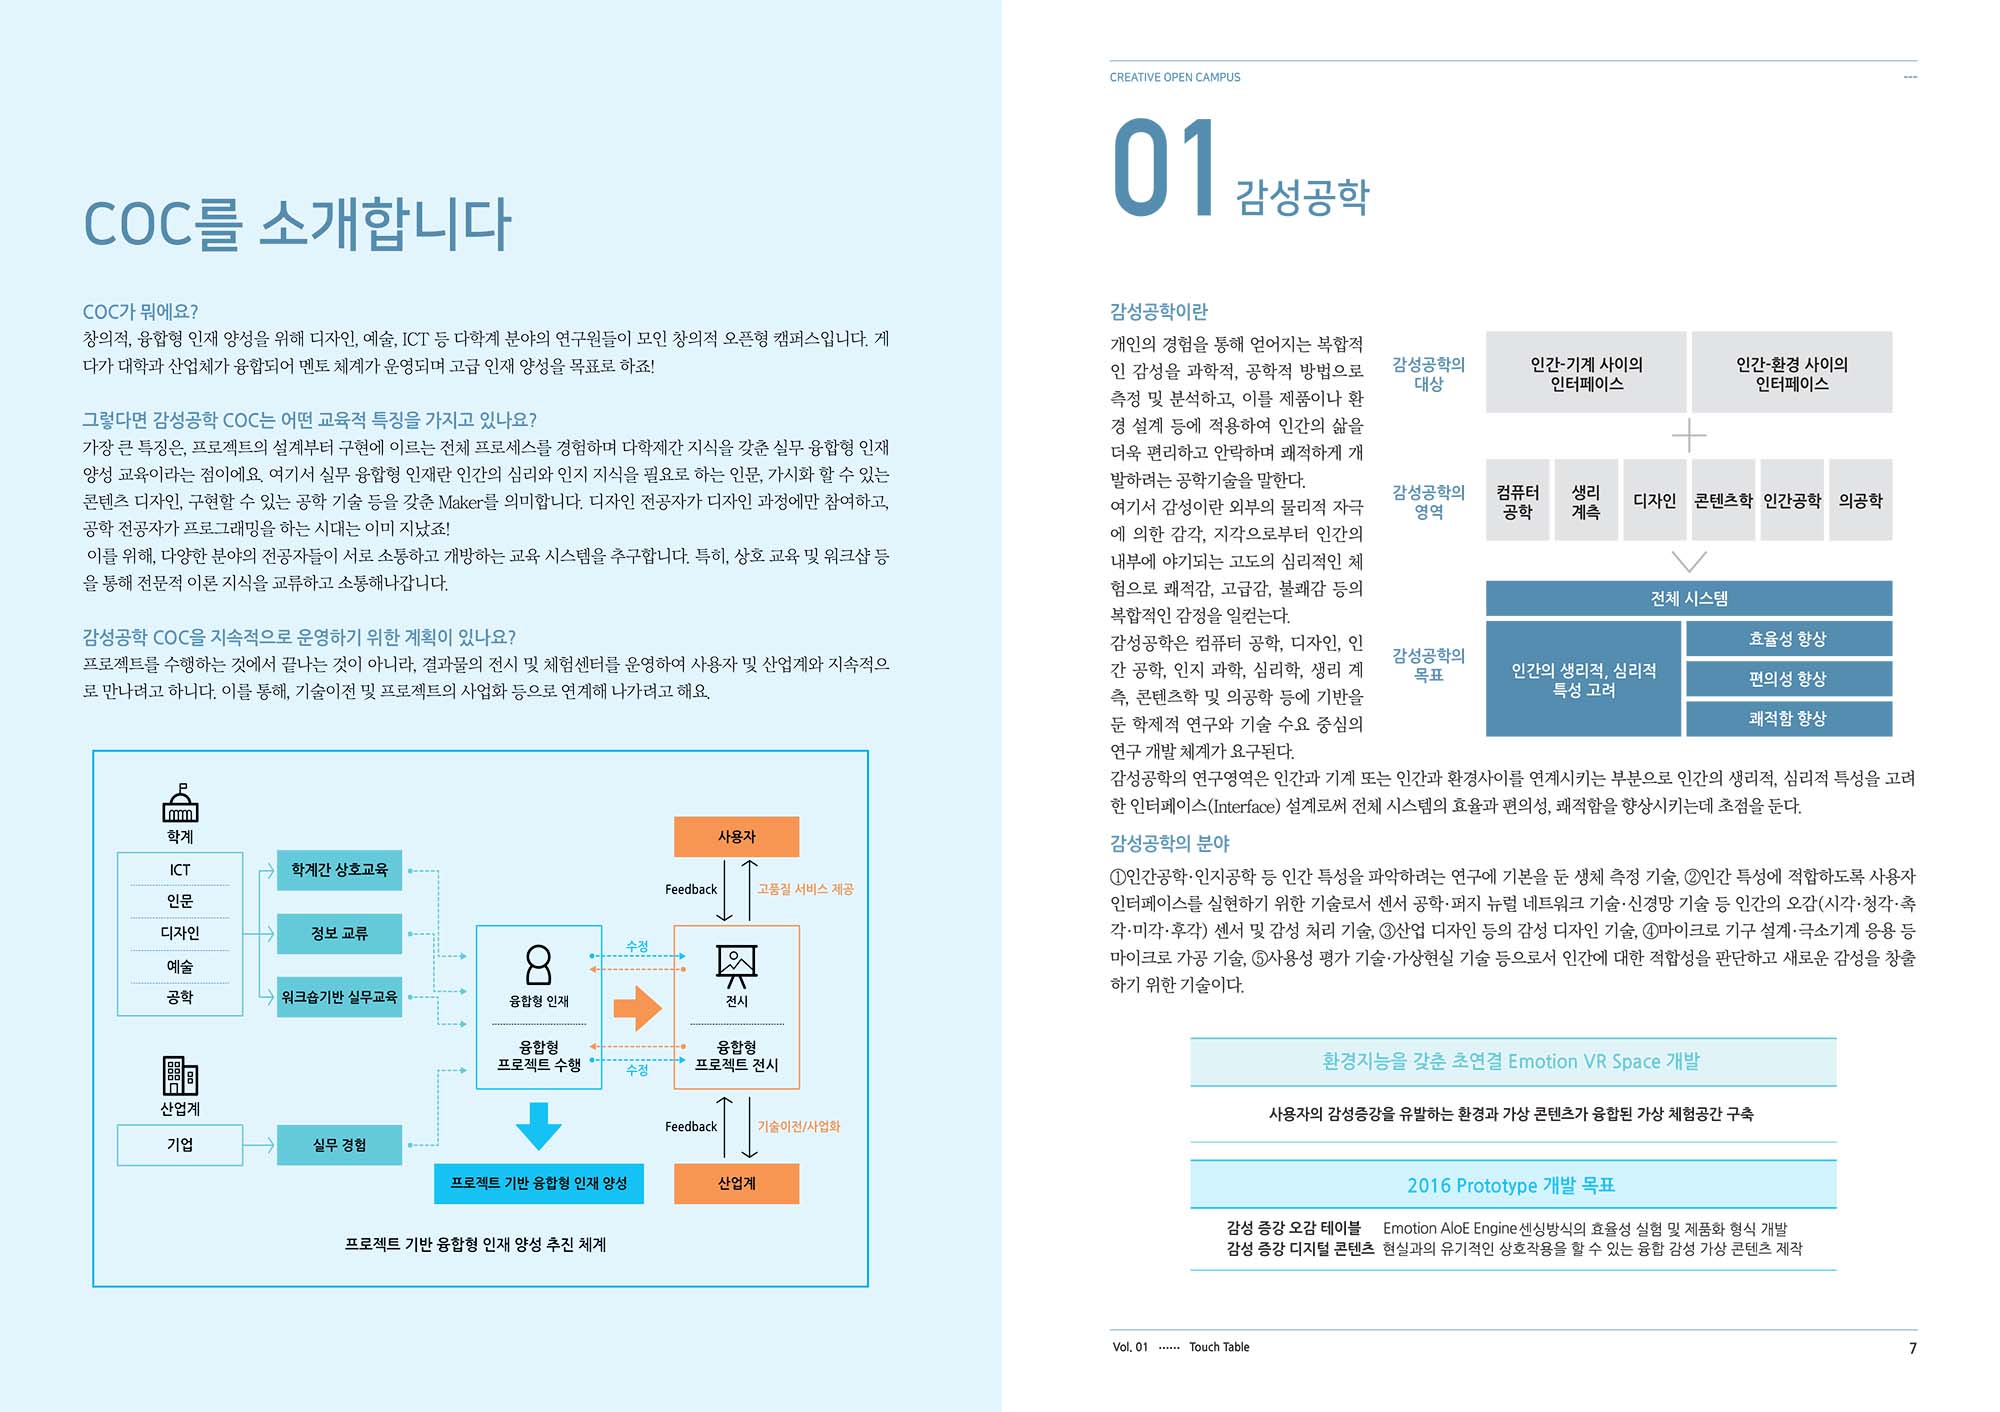 COC를 소개합니다
COC가 뭐에요?
창의적, 융합형 인재 양성을 위해 디자인, 예술, ICT 등 다학계 분야의 연구원들이 모인 창의적 오픈형 캠퍼스입니다. 게
다가 대학과 산업체가 융합되어 멘토 체계가 운영되며 고급 인재 양성을 목표로 하죠!
그렇다면 감성공학 COC는 어떤 교육적 특징을 가지고 있나요?
가장 큰 특징은, 프로젝트의 설계부터 구현에 이르는 전체 프로세스를 경험하며 다학제간 지식을 갖춘 실무 융합형 인재
양성 교육이라는 점이에요. 여기서 실무 융합형 인재란 인간의 심리와 인지 지식을 필요로 하는 인문, 가시화 할 수 있는
콘텐츠 디자인, 구현할 수 있는 공학 기술 등을 갖춘 Maker를 의미합니다. 디자인 전공자가 디자인 과정에만 참여하고,
공학 전공자가 프로그래밍을 하는 시대는 이미 지났죠!
이를 위해, 다양한 분야의 전공자들이 서로 소통하고 개방하는 교육 시스템을 추구합니다. 특히, 상호 교육 및 워크샵 등
을 통해 전문적 이론 지식을 교류하고 소통해나갑니다.
감성공학 COC을 지속적으로 운영하기 위한 계획이 있나요?
프로젝트를 수행하는 것에서 끝나는 것이 아니라, 결과물의 전시 및 체험센터를 운영하여 사용자 및 산업계와 지속적으
로 만나려고 하니다. 이를 통해, 기술이전 및 프로젝트의 사업화 등으로 연계해 나가려고 해요.
학계
ICT
인문
디자인
예술
공학
학계간 상호교육
정보 교류
워크숍기반 실무교육
산업계
기업
실무 경험
융합형 인재
융합형
프로젝트 수행
수정
수정
프로젝트 기반 융합형 인재 양성
사용자
Feedback
고품질 서비스 제공
전시
융합형
프로젝트 전시
Feedback
기술이전/사업화
산업계
프로젝트 기반 융합형 인재 양성 추진 체계
CREATIVE OPEN CAMPUS
---
01 감성공학
감성공학이란
개인의 경험을 통해 얻어지는 복합적
인 감성을 과학적, 공학적 방법으로
측정 및 분석하고, 이를 제품이나 환
경 설계 등에 적용하여 인간의 삶을
더욱 편리하고 안락하며 쾌적하게 개
발하려는 공학기술을 말한다.
여기서 감성이란 외부의 물리적 자극
에 의한 감각, 지각으로부터 인간의
내부에 야기되는 고도의 심리적인 체
험으로 쾌적감, 고급감, 불쾌감 등의
복합적인 감정을 일컫는다.
감성공학은 컴퓨터 공학, 디자인, 인
간 공학, 인지 과학, 심리학, 생리 계
측, 콘텐츠학 및 의공학 등에 기반을
둔 학제적 연구와 기술 수요 중심의
연구 개발 체계가 요구된다.
감성공학의
대상
인간-기계 사이의
인터페이스
인간-환경 사이의
인터페이스
감성공학의
영역
컴퓨터
공학
생리
계측
디자인
콘텐츠학
인간공학
의공학
감성공학의
목표
전체 시스템
인간의 생리적, 심리적
특성 고려
효율성 향상
편의성 향상
쾌적함 향상
감성공학의 연구영역은 인간과 기계 또는 인간과 환경사이를 연계시키는 부분으로 인간의 생리적, 심리적 특성을 고려
한 인터페이스(Interface) 설계로써 전체 시스템의 효율과 편의성, 쾌적함을 향상시키는데 초점을 둔다.
감성공학의 분야
①인간공학·인지공학 등 인간 특성을 파악하려는 연구에 기본을 둔 생체 측정 기술, ②인간 특성에 적합하도록 사용자
인터페이스를 실현하기 위한 기술로서 센서 공학·퍼지 뉴럴 네트워크 기술·신경망 기술 등 인간의 오감(시각·청각·촉
각·미각·후각) 센서 및 감성 처리 기술, ③산업 디자인 등의 감성 디자인 기술, ④마이크로 기구 설계·극소기계 응용 등
마이크로 가공 기술, ⑤사용성 평가 기술·가상현실 기술 등으로서 인간에 대한 적합성을 판단하고 새로운 감성을 창출
하기 위한 기술이다.
환경지능을 갖춘 초연결 Emotion VR Space 개발
사용자의 감성증강을 유발하는 환경과 가상 콘텐츠가 융합된 가상 체험공간 구축
2016 Prototype 개발 목표
감성 증강 오감 테이블 Emotion AloE Engine센싱방식의 효율성 실험 및 제품화 형식 개발
감성 증강 디지털 콘텐츠 현실과의 유기적인 상호작용을 할 수 있는 융합 감성 가상 콘텐츠 제작
Vol. 01 ······ Touch Table
7